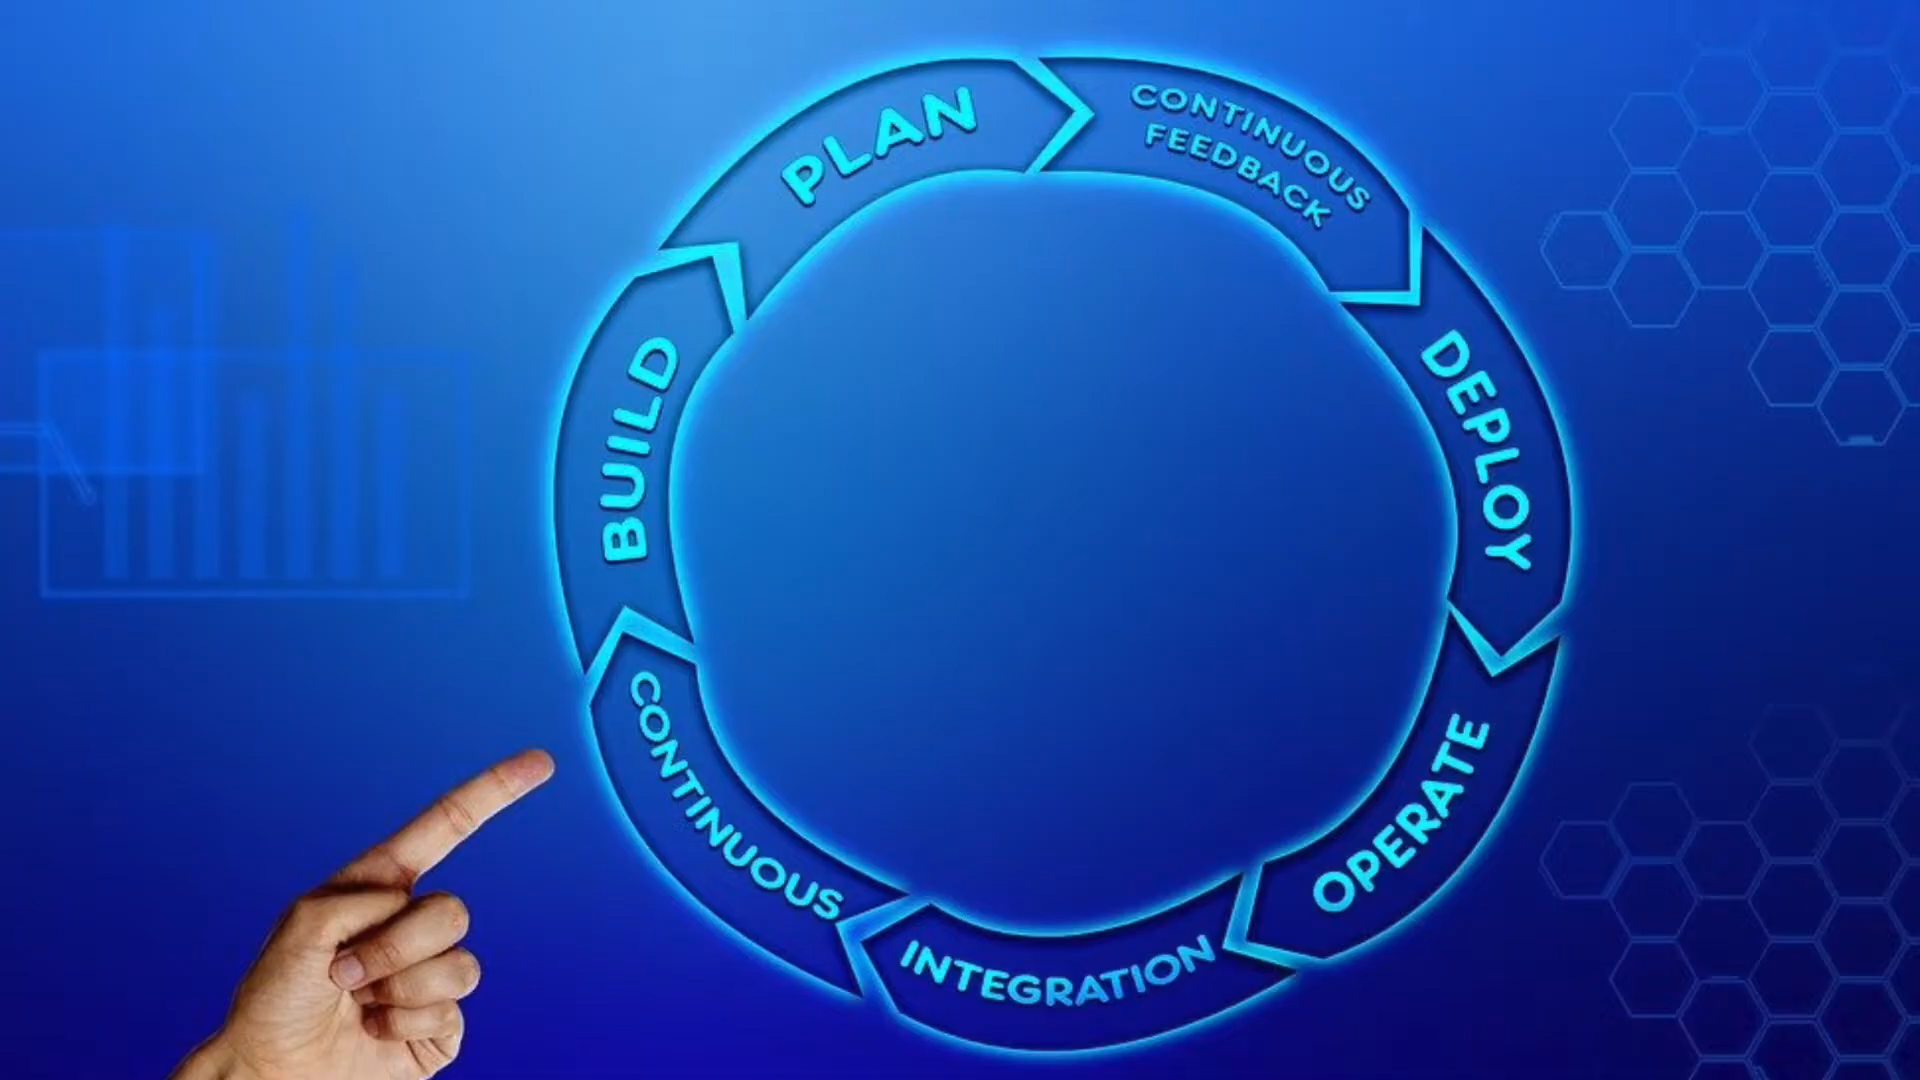 PLAN
CONTINUOUS
FEEDBACK
DEPLOY
OPERATE
INTEGRATION
CONTINUOUS
BUILD